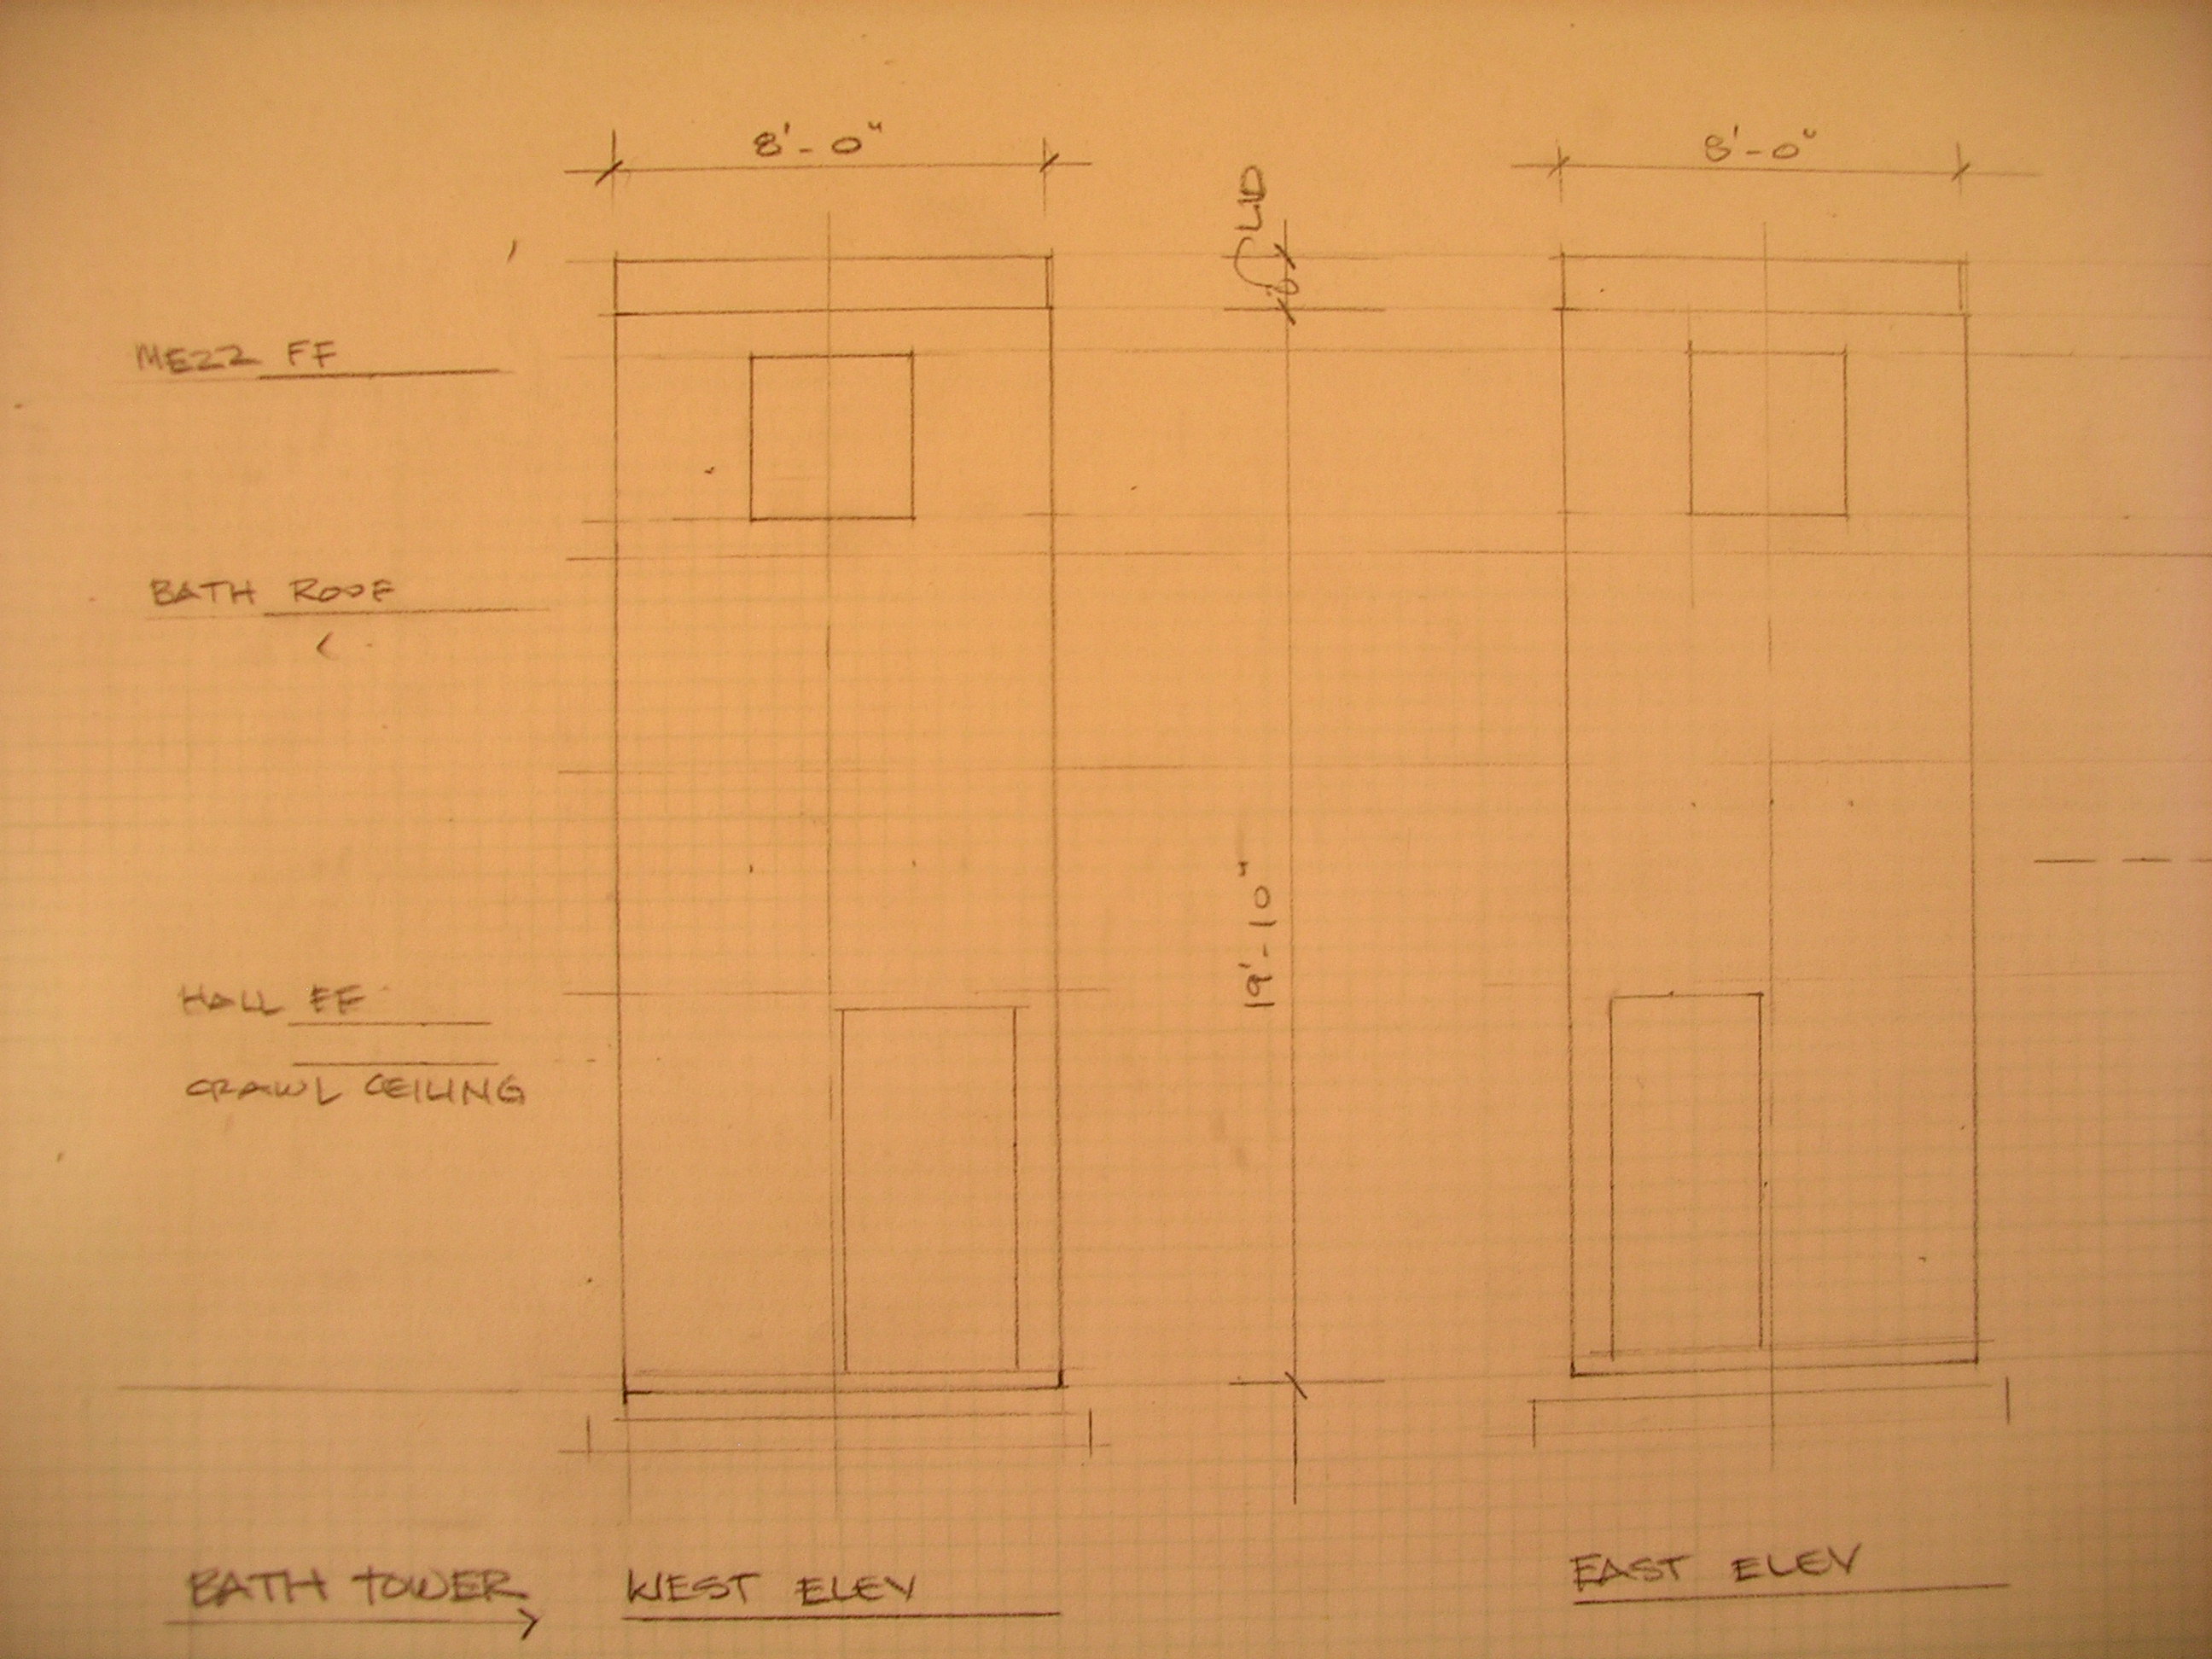 8'-0"
8'-0"
LID
MEZZ FF
BATH ROOF
19'-10"
HALL FF
CRAWL CEILING
BATH TOWER
WEST ELEV
EAST ELEV